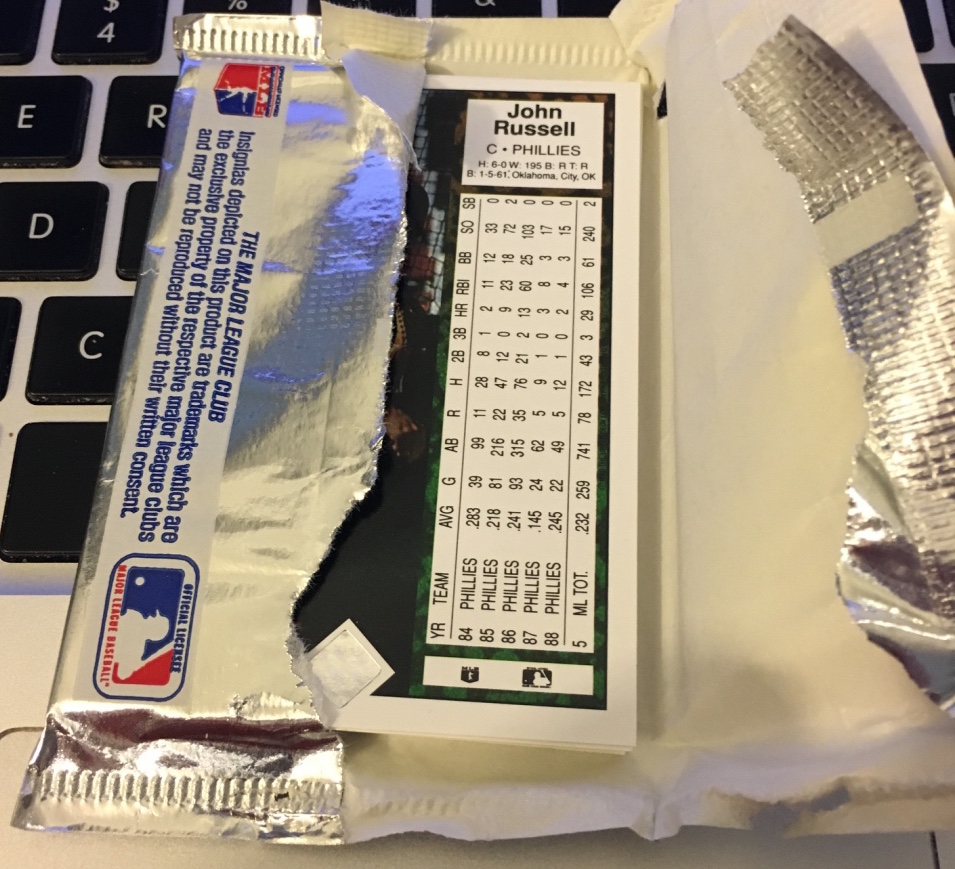 $
4
%
&
E
R
D
C
THE MAJOR LEAGUE CLUB
Insignias depicted on this product are trademarks which are
the exclusive property of the respective major league clubs
and may not be reproduced without their written consent.
OFFICIAL LICENSEE
MAJOR LEAGUE BASEBALL
John
Russell
C • PHILLIES
H: 6-0 W: 195 B: R T: R
B: 1-5-61, Oklahoma, City, OK
YR TEAM AVG G AB R H 2B 3B HR RBI BB SO SB
84 PHILLIES .283 39 99 11 28 8 1 2 11 12 33 0
85 PHILLIES .218 81 216 22 47 12 0 9 23 18 72 2
86 PHILLIES .241 93 315 35 76 21 2 13 60 25 103 0
87 PHILLIES .145 24 62 5 9 1 0 3 8 3 17 0
88 PHILLIES .245 22 49 5 12 1 0 2 4 3 15 0
5 ML TOT. .232 259 741 78 172 43 3 29 106 61 240 2